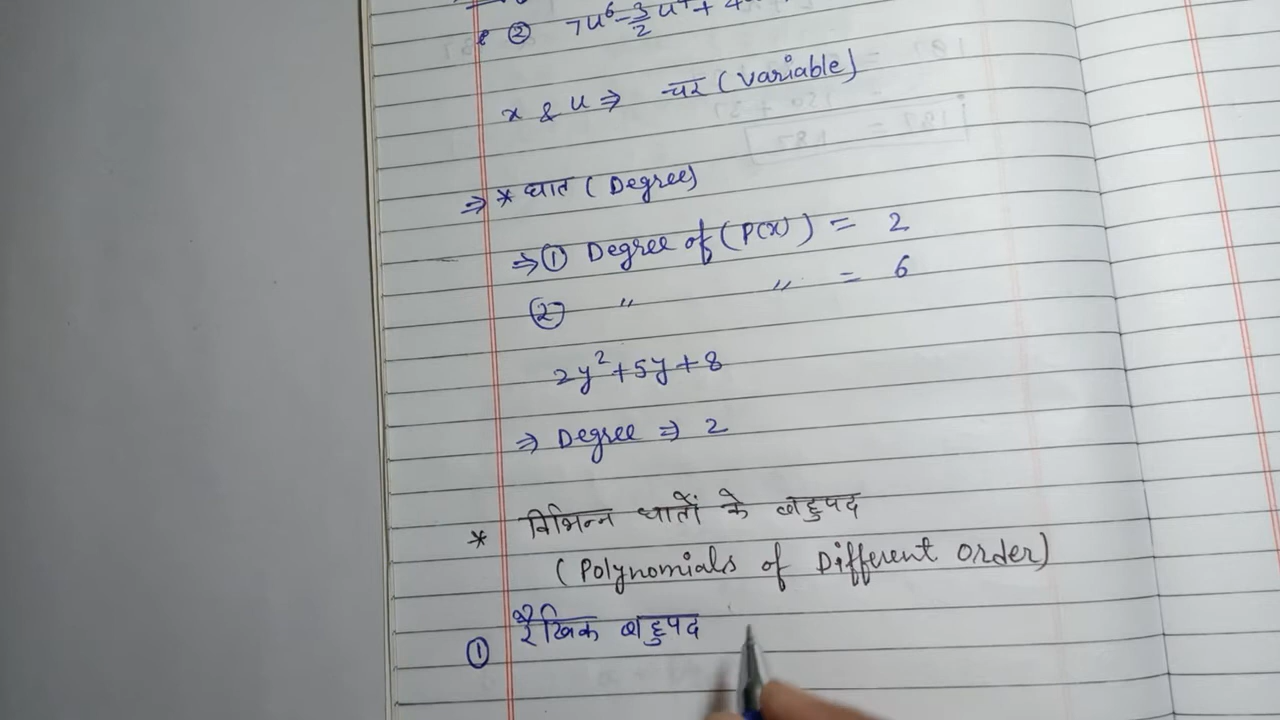 ② 7u⁶ - 3/2 u⁴ + 4
x & u ⇒ चर (Variable)
⇒ * घात (Degree)
⇒ ① Degree of (P(x)) = 2
② " " = 6
2y² + 5y + 8
⇒ Degree ⇒ 2
* विभिन्न घातों के बहुपद
(Polynomials of Different Order)
① रैखिक बहुपद